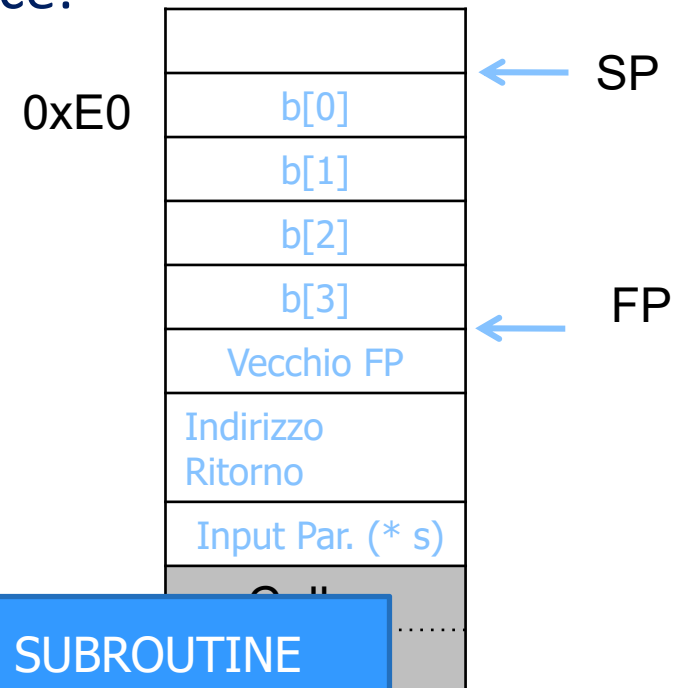 SP
0xE0
b[0]
b[1]
b[2]
b[3]
FP
Vecchio FP
Indirizzo
Ritorno
Input Par. (* s)
SUBROUTINE